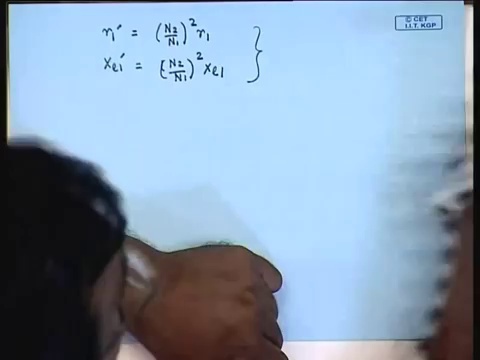 r₁′ = (N₂/N₁)² r₁
xₑ₁′ = (N₂/N₁)² xₑ₁
© CET
I.I.T. KGP